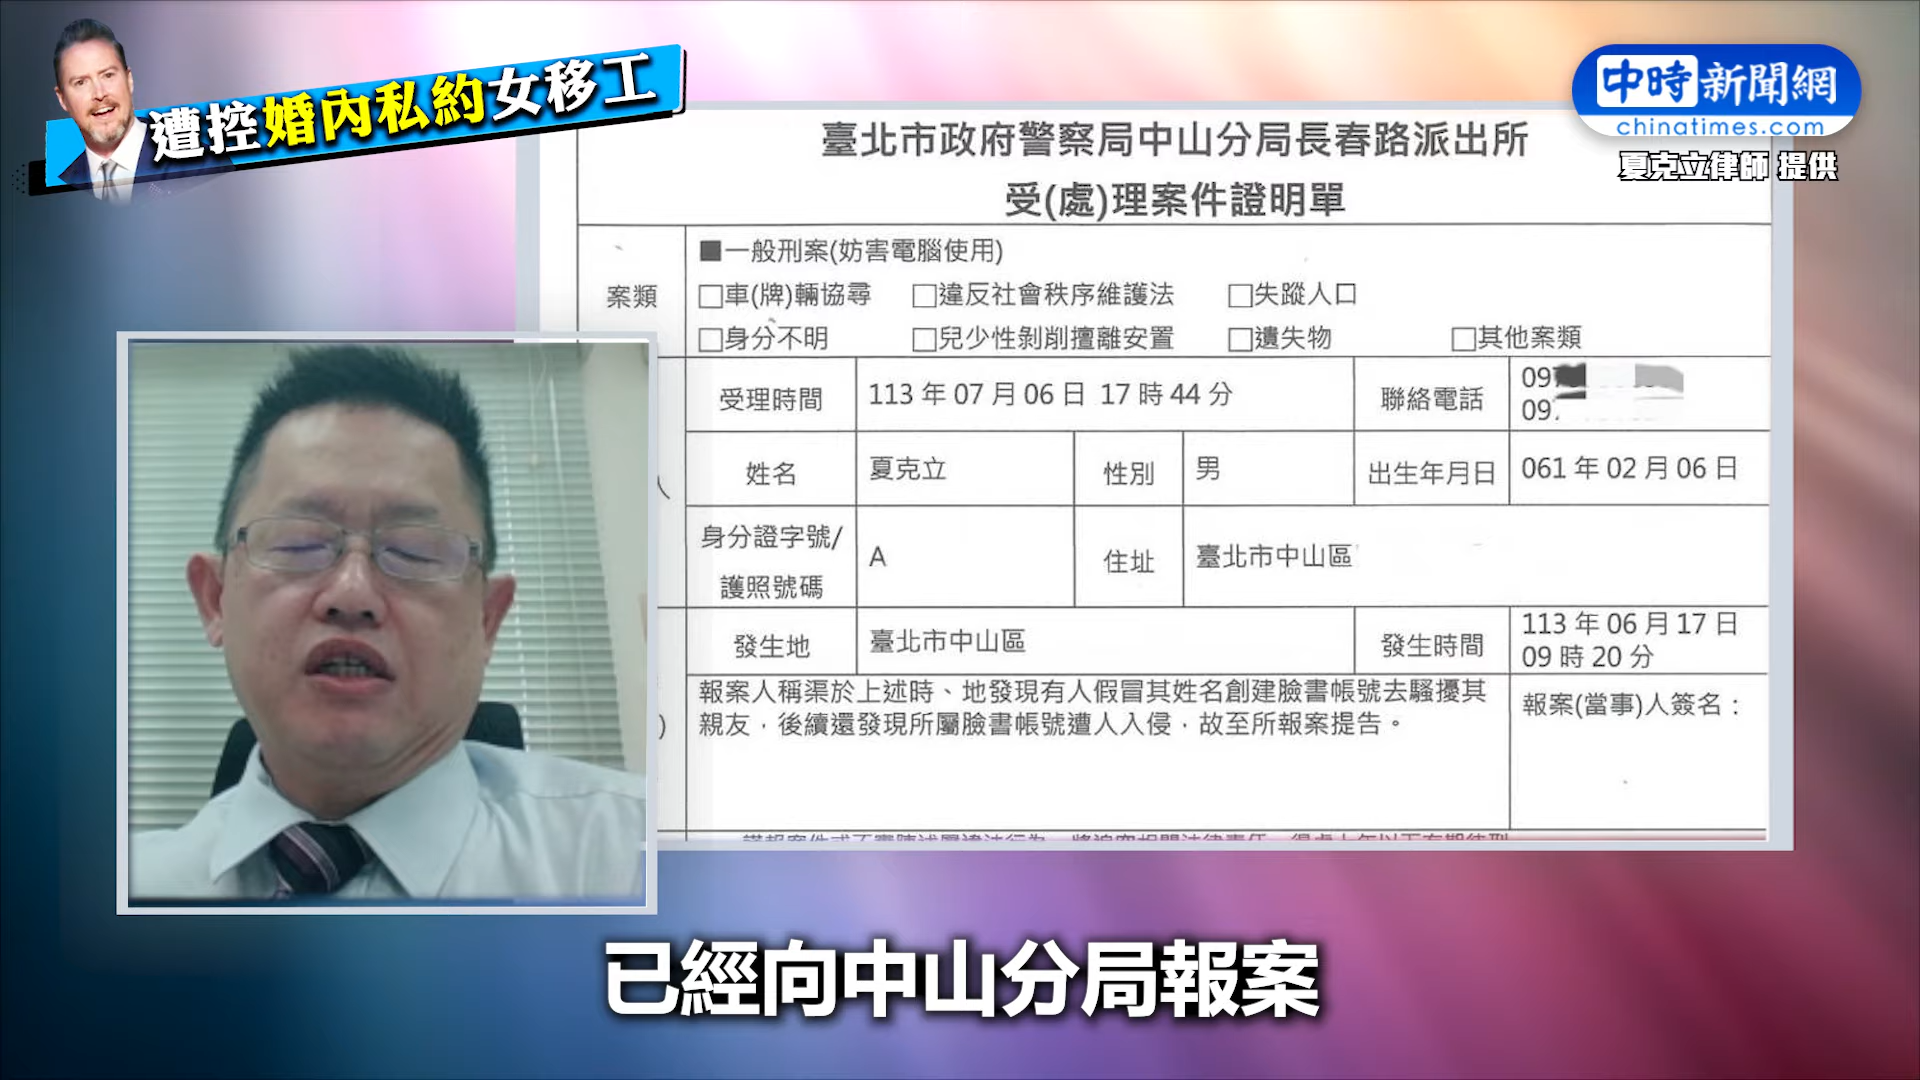 遭控婚內私約女移工
中時新聞網
chinatimes.com
夏克立律師 提供
臺北市政府警察局中山分局長春路派出所
受(處)理案件證明單
案類
■一般刑案(妨害電腦使用)
□車(牌)輛協尋 □違反社會秩序維護法 □失蹤人口
□身分不明 □兒少性剝削擅離安置 □遺失物 □其他案類
受理時間 113 年 07 月 06 日 17 時 44 分 聯絡電話 09
09
姓名 夏克立 性別 男 出生年月日 061 年 02 月 06 日
身分證字號/
護照號碼
A 住址 臺北市中山區
發生地 臺北市中山區 發生時間 113 年 06 月 17 日
09 時 20 分
報案人稱渠於上述時、地發現有人假冒其姓名創建臉書帳號去騷擾其
親友，後續還發現所屬臉書帳號遭人入侵，故至所報案提告。
報案(當事)人簽名：
已經向中山分局報案